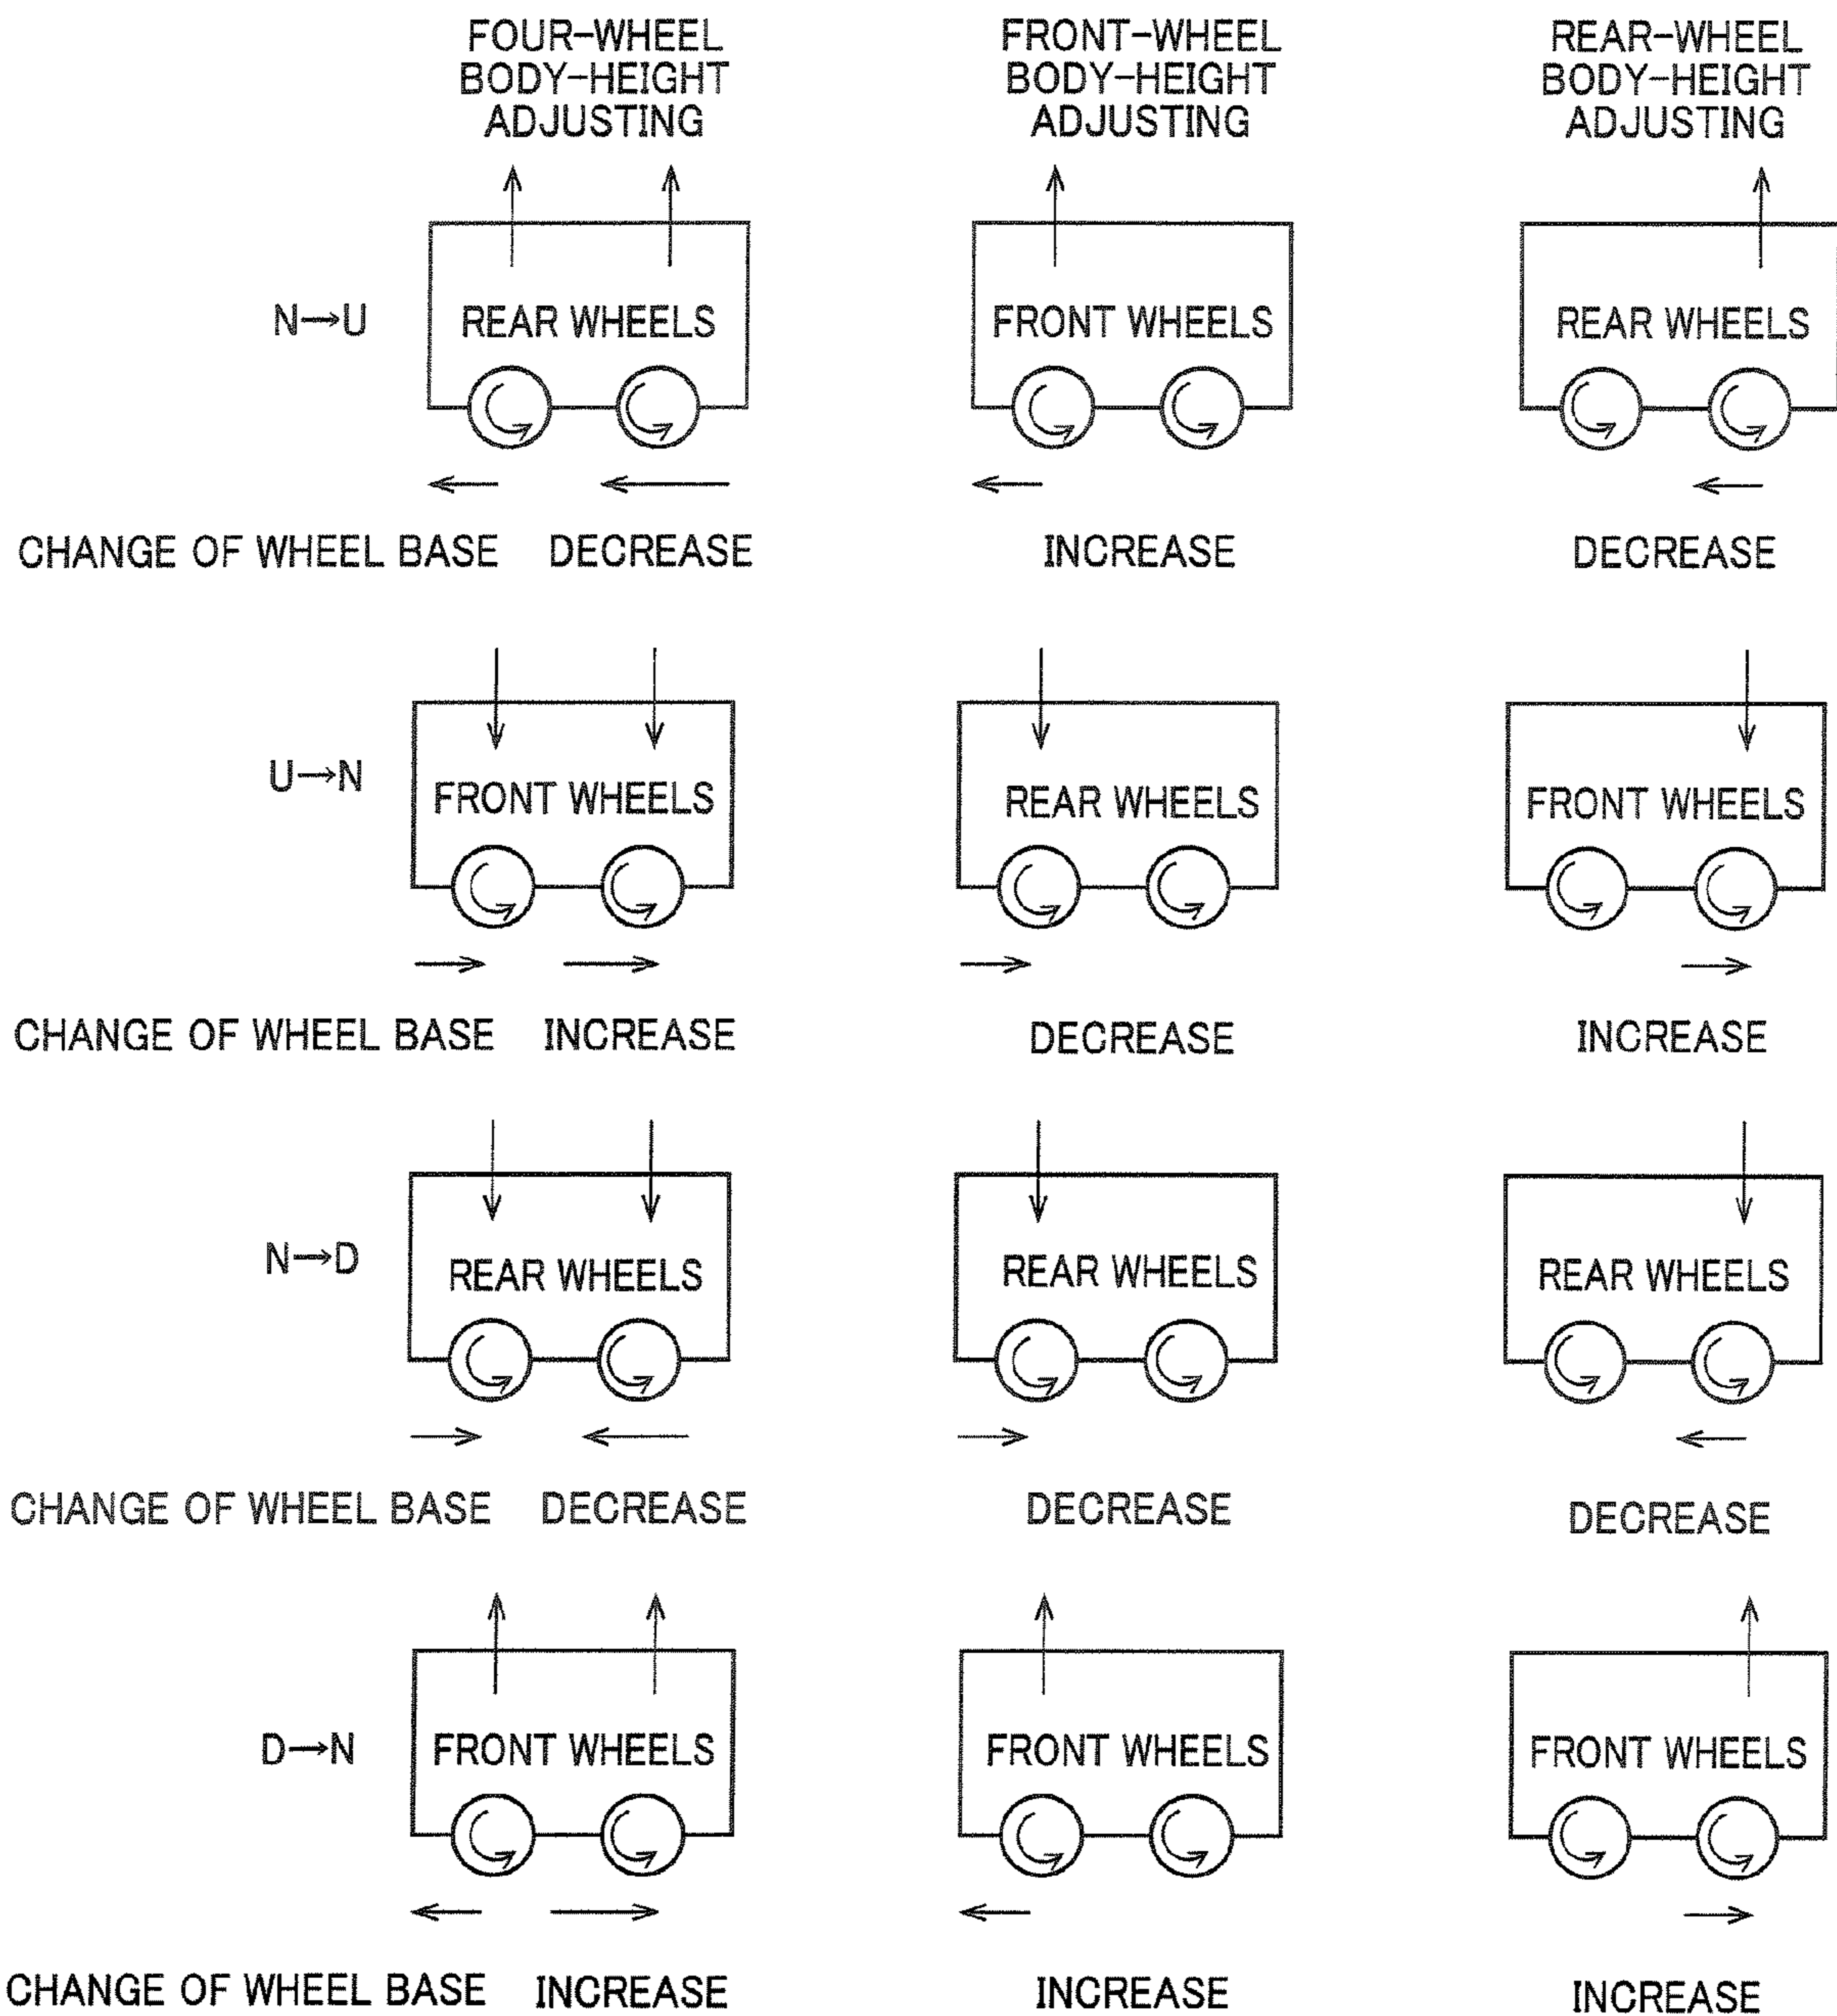 FOUR-WHEEL
BODY-HEIGHT
ADJUSTING
FRONT-WHEEL
BODY-HEIGHT
ADJUSTING
REAR-WHEEL
BODY-HEIGHT
ADJUSTING
N→U
REAR WHEELS
FRONT WHEELS
REAR WHEELS
CHANGE OF WHEEL BASE DECREASE
INCREASE
DECREASE
U→N
FRONT WHEELS
REAR WHEELS
FRONT WHEELS
CHANGE OF WHEEL BASE INCREASE
DECREASE
INCREASE
N→D
REAR WHEELS
REAR WHEELS
REAR WHEELS
CHANGE OF WHEEL BASE DECREASE
DECREASE
DECREASE
D→N
FRONT WHEELS
FRONT WHEELS
FRONT WHEELS
CHANGE OF WHEEL BASE INCREASE
INCREASE
INCREASE